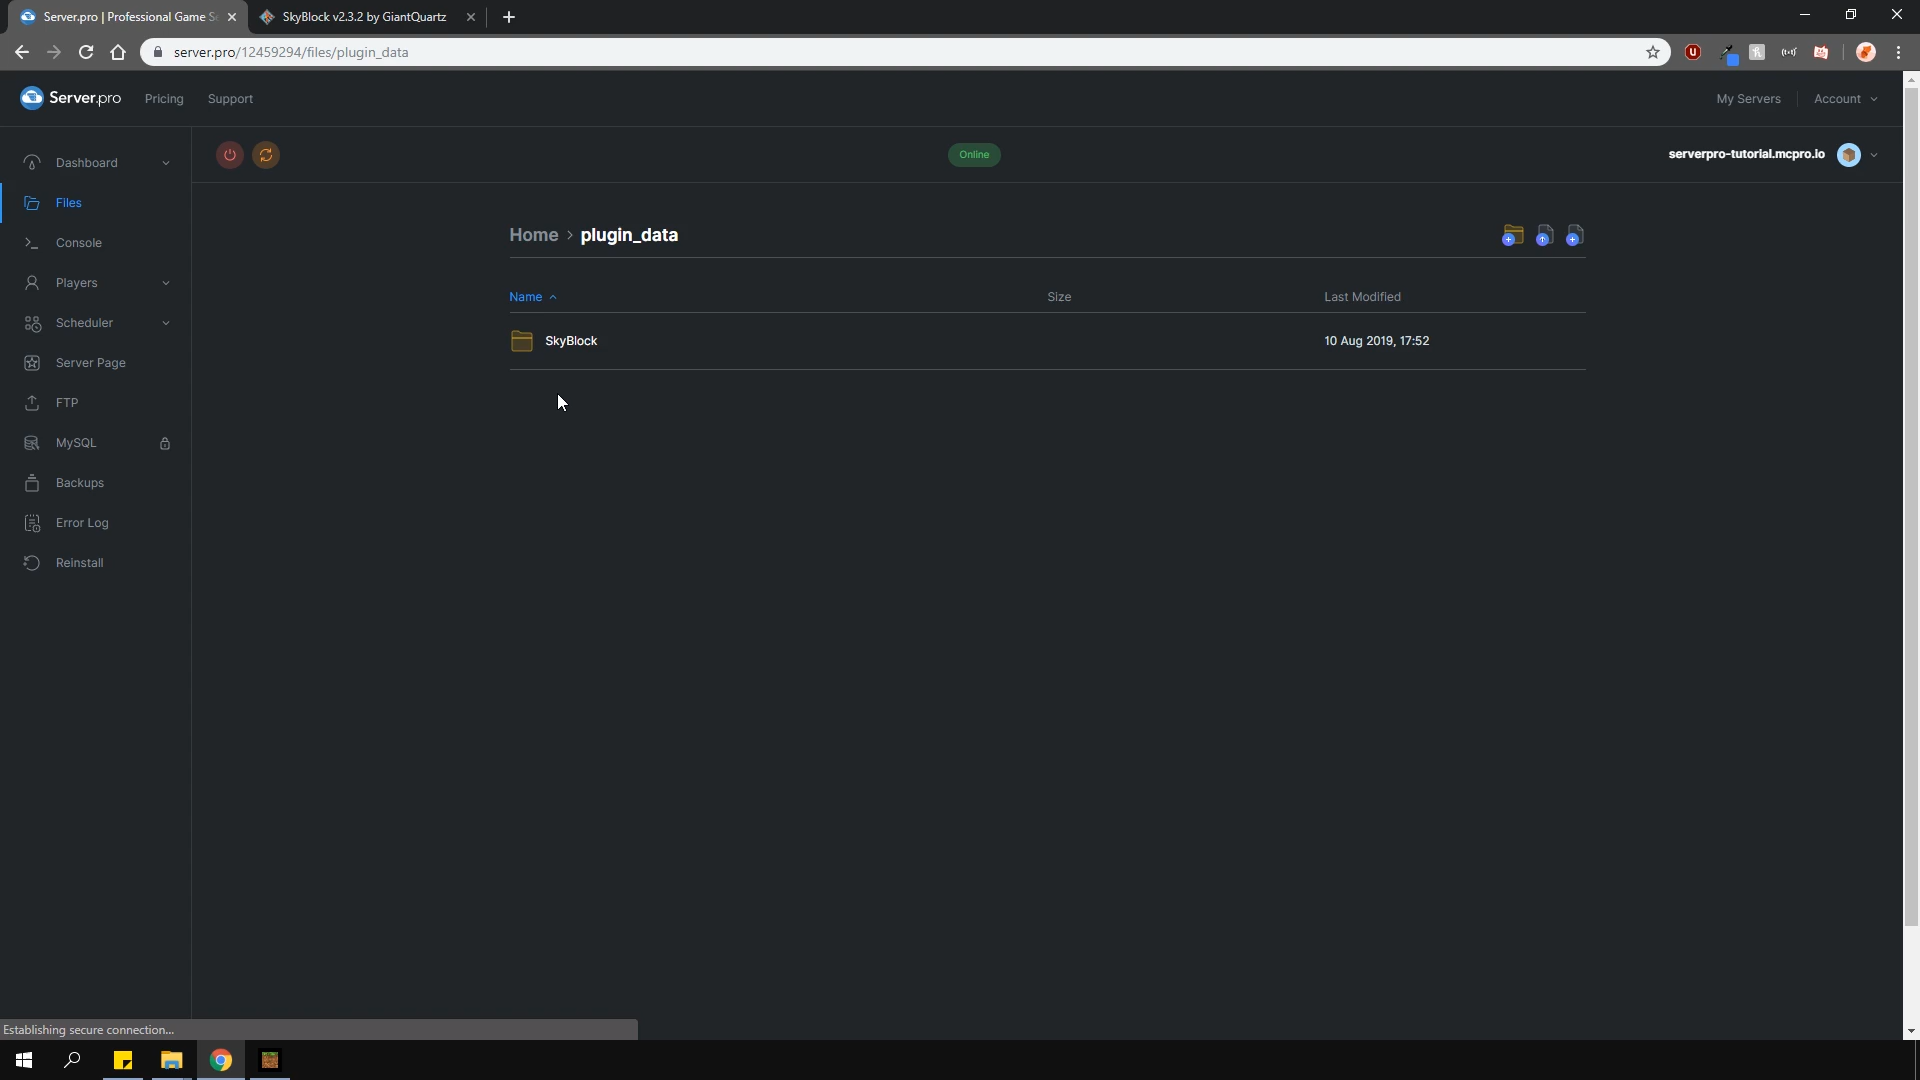 Server.pro | Professional Game S
SkyBlock v2.3.2 by GiantQuartz
server.pro/12459294/files/plugin_data
Server.pro
Pricing
Support
My Servers
Account
Online
serverpro-tutorial.mcpro.io
Dashboard
Files
Console
Players
Scheduler
Server Page
FTP
MySQL
Backups
Error Log
Reinstall
Home > plugin_data
Name
Size
Last Modified
SkyBlock
10 Aug 2019, 17:52
Establishing secure connection...